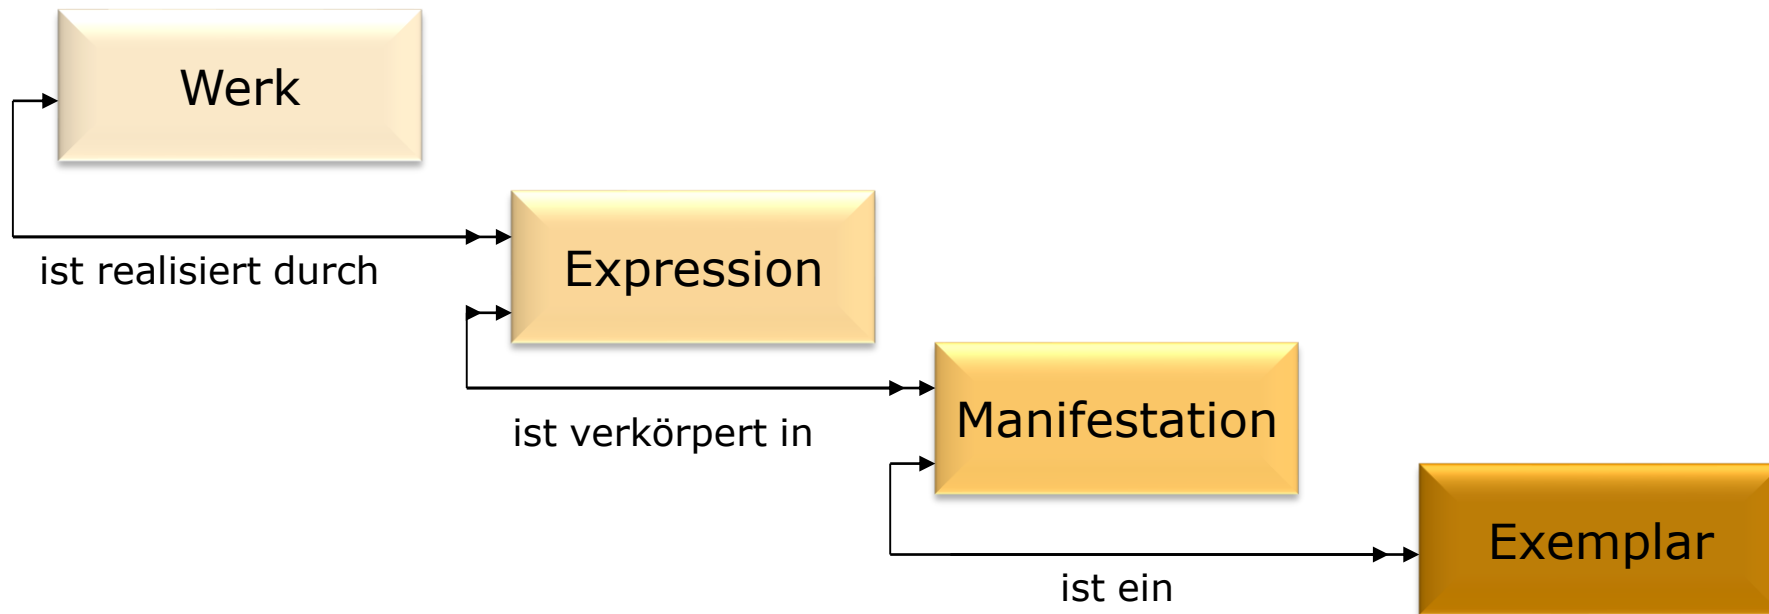 Werk
ist realisiert durch
Expression
ist verkörpert in
Manifestation
ist ein
Exemplar